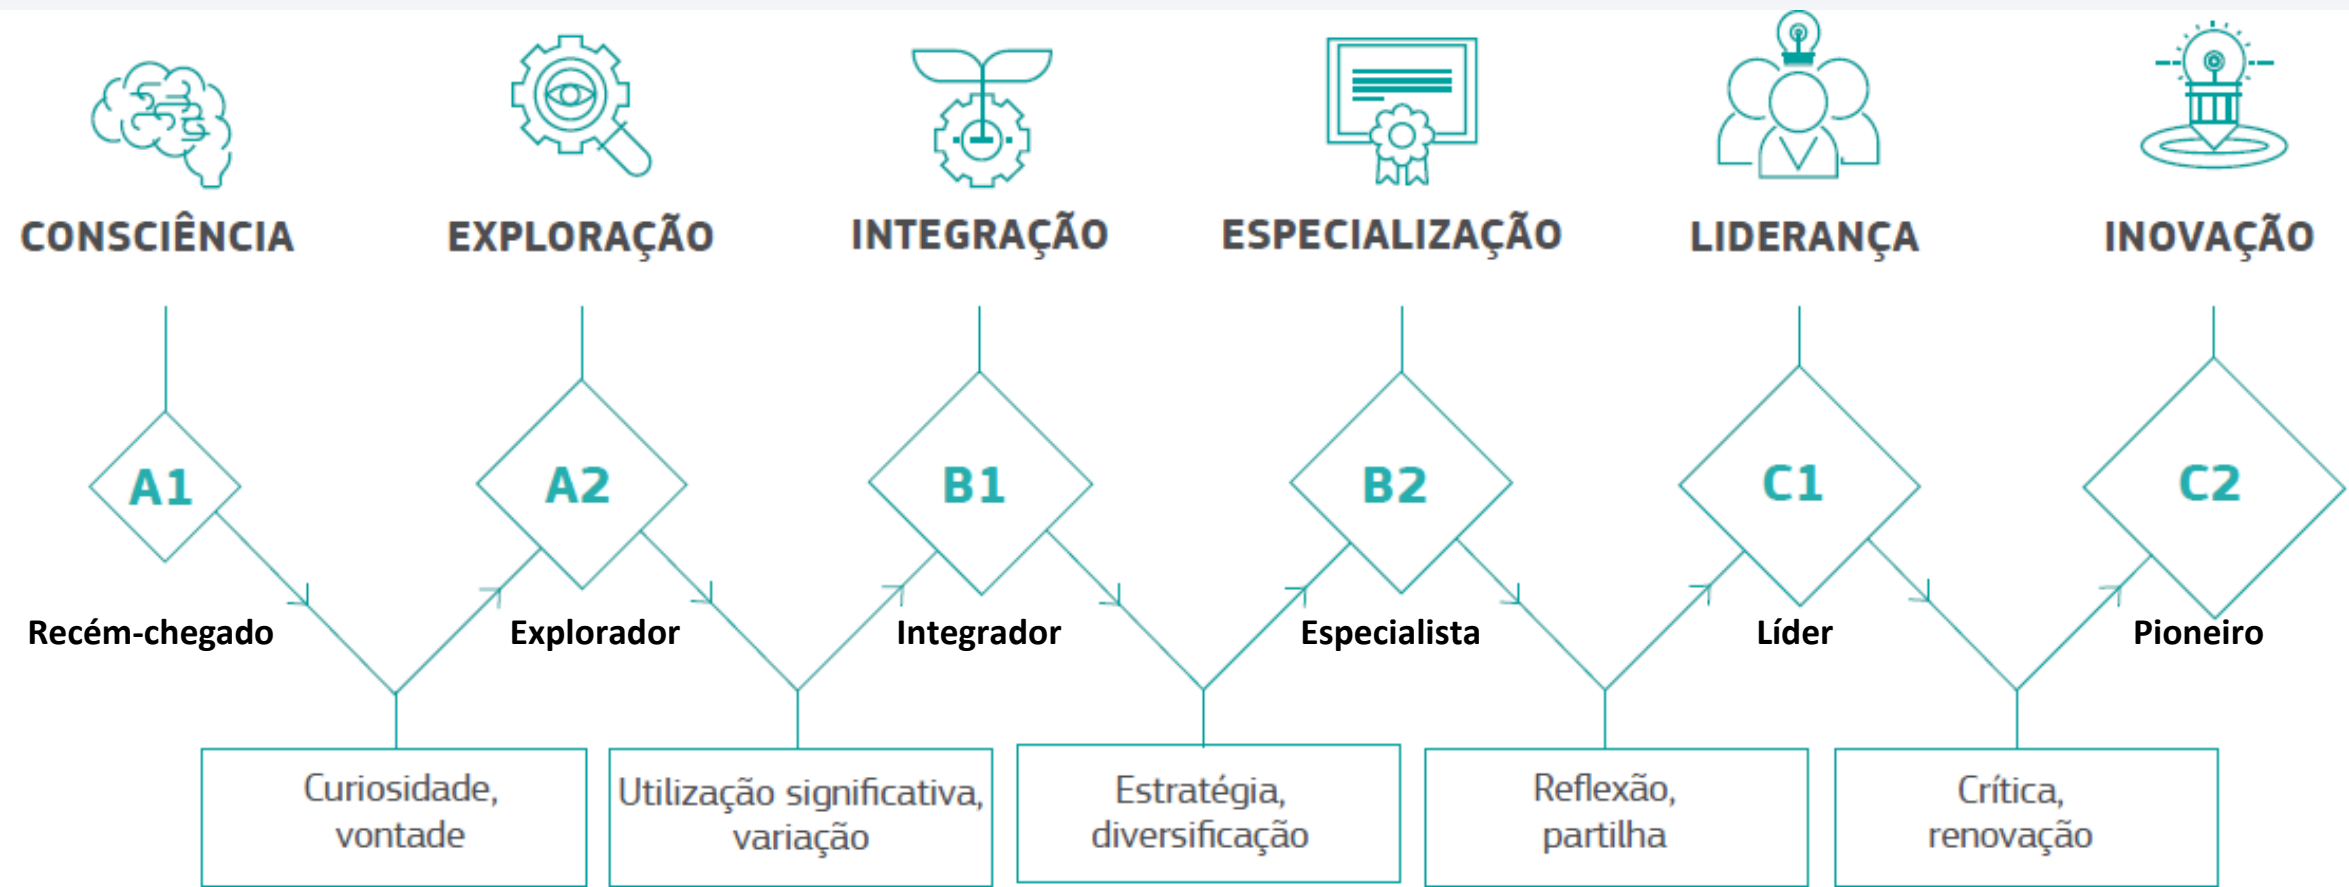 CONSCIÊNCIA
EXPLORAÇÃO
INTEGRAÇÃO
ESPECIALIZAÇÃO
LIDERANÇA
INOVAÇÃO
A1
A2
B1
B2
C1
C2
Recém-chegado
Explorador
Integrador
Especialista
Líder
Pioneiro
Curiosidade,
vontade
Utilização significativa,
variação
Estratégia,
diversificação
Reflexão,
partilha
Crítica,
renovação